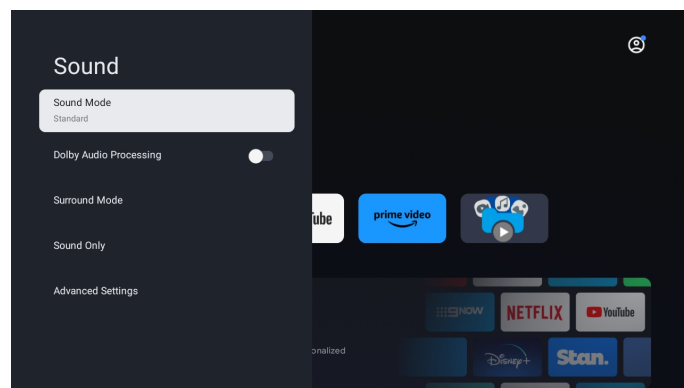 Sound
Sound Mode
Standard
Dolby Audio Processing
Surround Mode
Sound Only
Advanced Settings
ube
prime video
9NOW
NETFLIX
YouTube
onalized
Disney+
Stan.